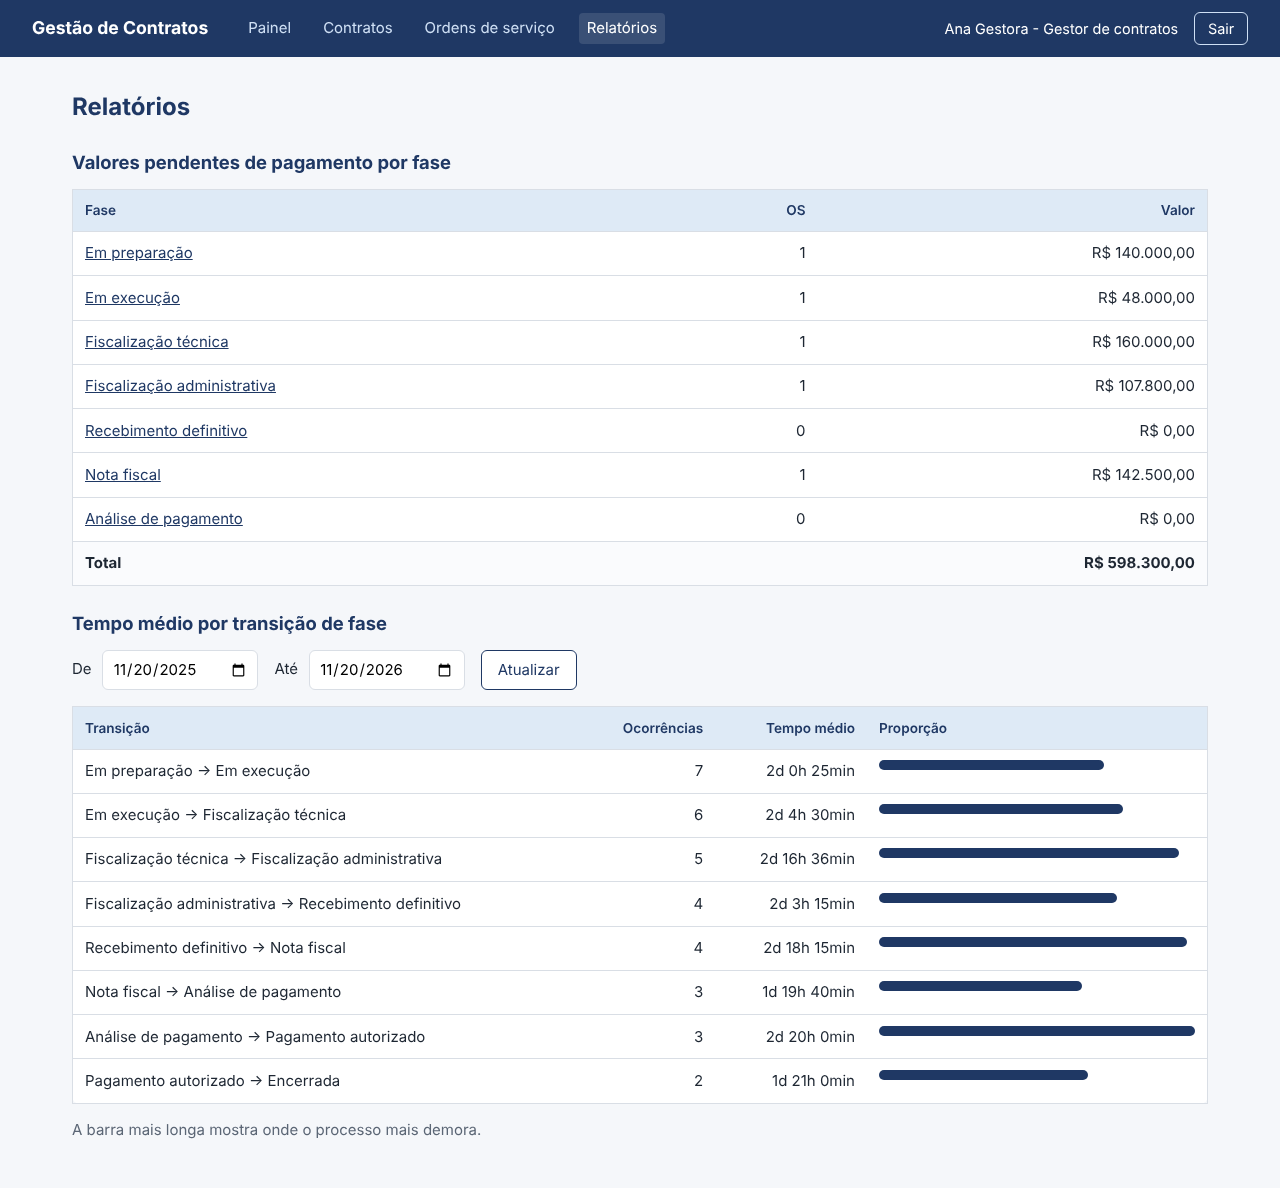 Gestão de Contratos Painel Contratos Ordens de serviço Relatórios Ana Gestora - Gestor de contratos Sair
Relatórios
Valores pendentes de pagamento por fase
Fase OS Valor
Em preparação 1 R$ 140.000,00
Em execução 1 R$ 48.000,00
Fiscalização técnica 1 R$ 160.000,00
Fiscalização administrativa 1 R$ 107.800,00
Recebimento definitivo 0 R$ 0,00
Nota fiscal 1 R$ 142.500,00
Análise de pagamento 0 R$ 0,00
Total R$ 598.300,00
Tempo médio por transição de fase
De 11/20/2025 Até 11/20/2026 Atualizar
Transição Ocorrências Tempo médio Proporção
Em preparação → Em execução 7 2d 0h 25min
Em execução → Fiscalização técnica 6 2d 4h 30min
Fiscalização técnica → Fiscalização administrativa 5 2d 16h 36min
Fiscalização administrativa → Recebimento definitivo 4 2d 3h 15min
Recebimento definitivo → Nota fiscal 4 2d 18h 15min
Nota fiscal → Análise de pagamento 3 1d 19h 40min
Análise de pagamento → Pagamento autorizado 3 2d 20h 0min
Pagamento autorizado → Encerrada 2 1d 21h 0min
A barra mais longa mostra onde o processo mais demora.